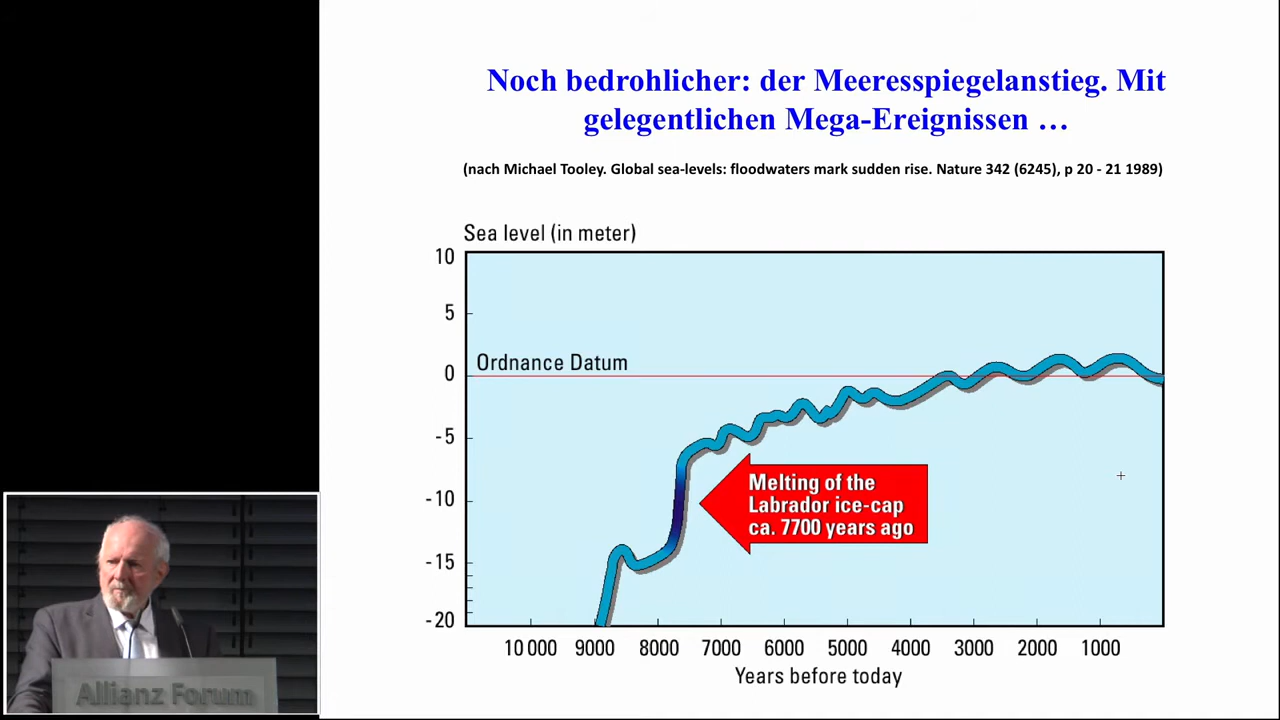 Noch bedrohlicher: der Meeresspiegelanstieg. Mit
gelegentlichen Mega-Ereignissen …
(nach Michael Tooley. Global sea-levels: floodwaters mark sudden rise. Nature 342 (6245), p 20 - 21 1989)
Sea level (in meter)
10
5
Ordnance Datum
0
-5
Melting of the
Labrador ice-cap
ca. 7700 years ago
-10
-15
-20
10 000 9000 8000 7000 6000 5000 4000 3000 2000 1000
Years before today
Allianz Forum